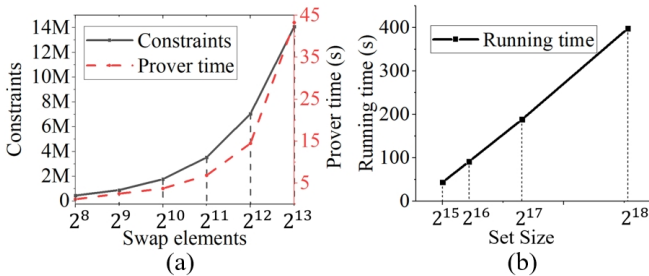 14M
12M
10M
8M
6M
4M
2M
0
Constraints
Constraints
Prover time
45
35
25
15
5
Prover time (s)
2^8 2^9 2^10 2^11 2^12 2^13
Swap elements
(a)
400
300
200
100
0
Running time (s)
Running time
2^15 2^16 2^17 2^18
Set Size
(b)